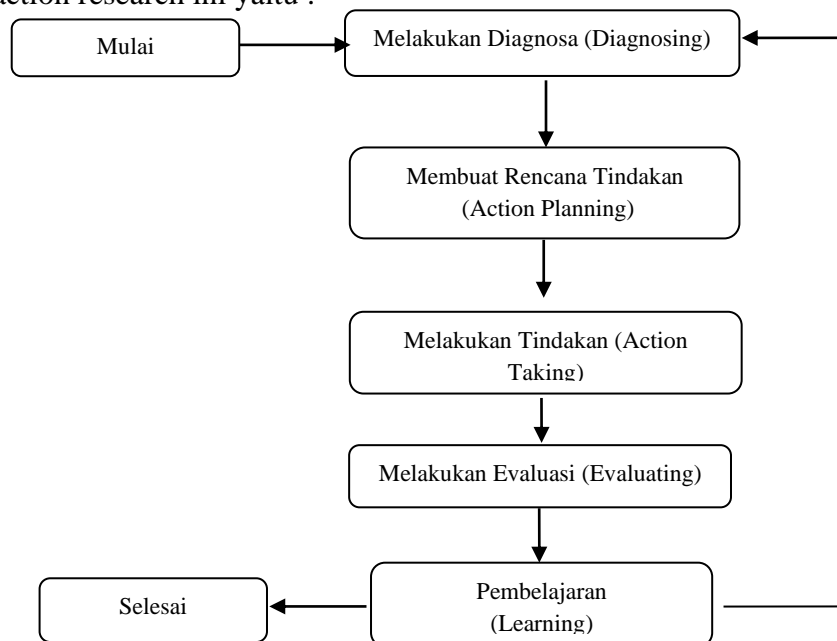 action research ini yaitu :
Mulai
Melakukan Diagnosa (Diagnosing)
Membuat Rencana Tindakan
(Action Planning)
Melakukan Tindakan (Action
Taking)
Melakukan Evaluasi (Evaluating)
Pembelajaran
(Learning)
Selesai